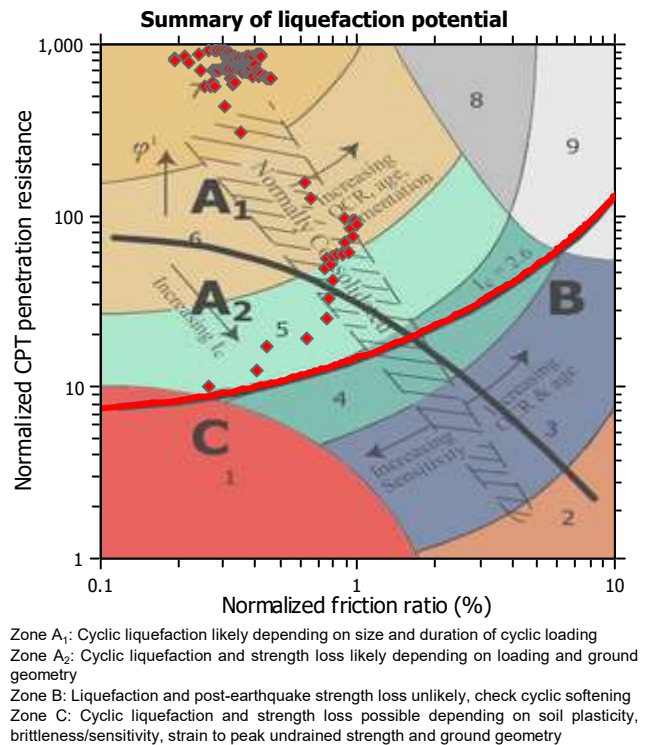 Summary of liquefaction potential
1,000
100
10
1
Normalized CPT penetration resistance
0.1
1
10
Normalized friction ratio (%)
8
9
φ'
A1
Increasing
OCR, age,
Normally Consolidated
6
A2
Increasing Ic
5
Ic = 2.6
B
4
Increasing
OCR & age
3
Increasing
Sensitivity
C
1
2
Zone A1: Cyclic liquefaction likely depending on size and duration of cyclic loading
Zone A2: Cyclic liquefaction and strength loss likely depending on loading and ground
geometry
Zone B: Liquefaction and post-earthquake strength loss unlikely, check cyclic softening
Zone C: Cyclic liquefaction and strength loss possible depending on soil plasticity,
brittleness/sensitivity, strain to peak undrained strength and ground geometry